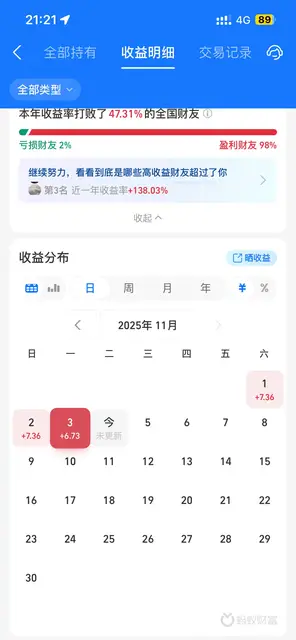 21:21 4G 89
全部持有 收益明细 交易记录
全部类型
本年收益率打败了47.31%的全国财友
亏损财友 2% 盈利财友 98%
继续努力，看看到底是哪些高收益财友超过了你
第3名 近一年收益率+138.03%
收起
收益分布 晒收益
日 周 月 年 ¥ %
2025年 11月
日 一 二 三 四 五 六
1
+7.36
2 3 今 5 6 7 8
+7.36 +6.73 未更新
9 10 11 12 13 14 15
16 17 18 19 20 21 22
23 24 25 26 27 28 29
30
蚂蚁财富